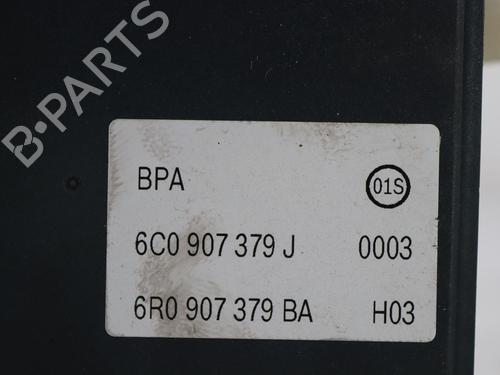 B-PARTS
BPA 01S
6C0 907 379 J 0003
6R0 907 379 BA H03